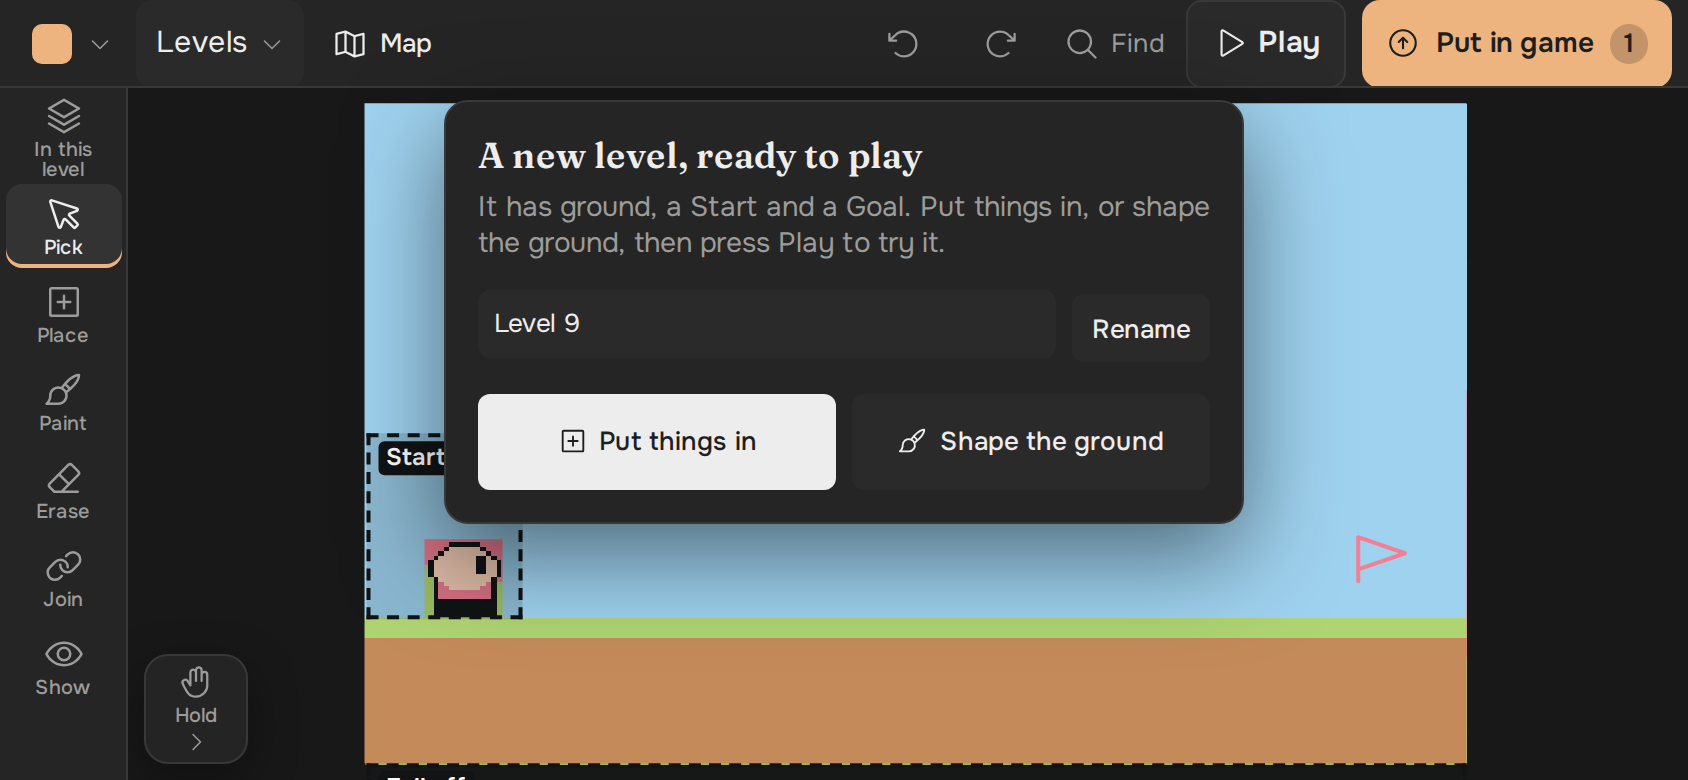 Levels
Map
Find
Play
Put in game
1
In this
level
Pick
Place
Paint
Erase
Join
Show
Hold
A new level, ready to play
It has ground, a Start and a Goal. Put things in, or shape
the ground, then press Play to try it.
Level 9
Rename
Put things in
Shape the ground
Start